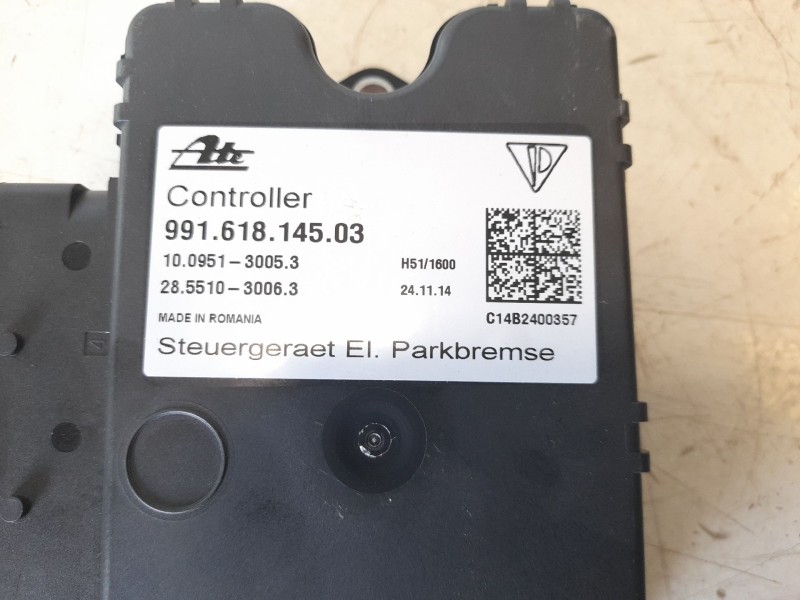 Ate
Controller
991.618.145.03
10.0951-3005.3 H51/1600
28.5510-3006.3 24.11.14
MADE IN ROMANIA C14B2400357
Steuergeraet El. Parkbremse